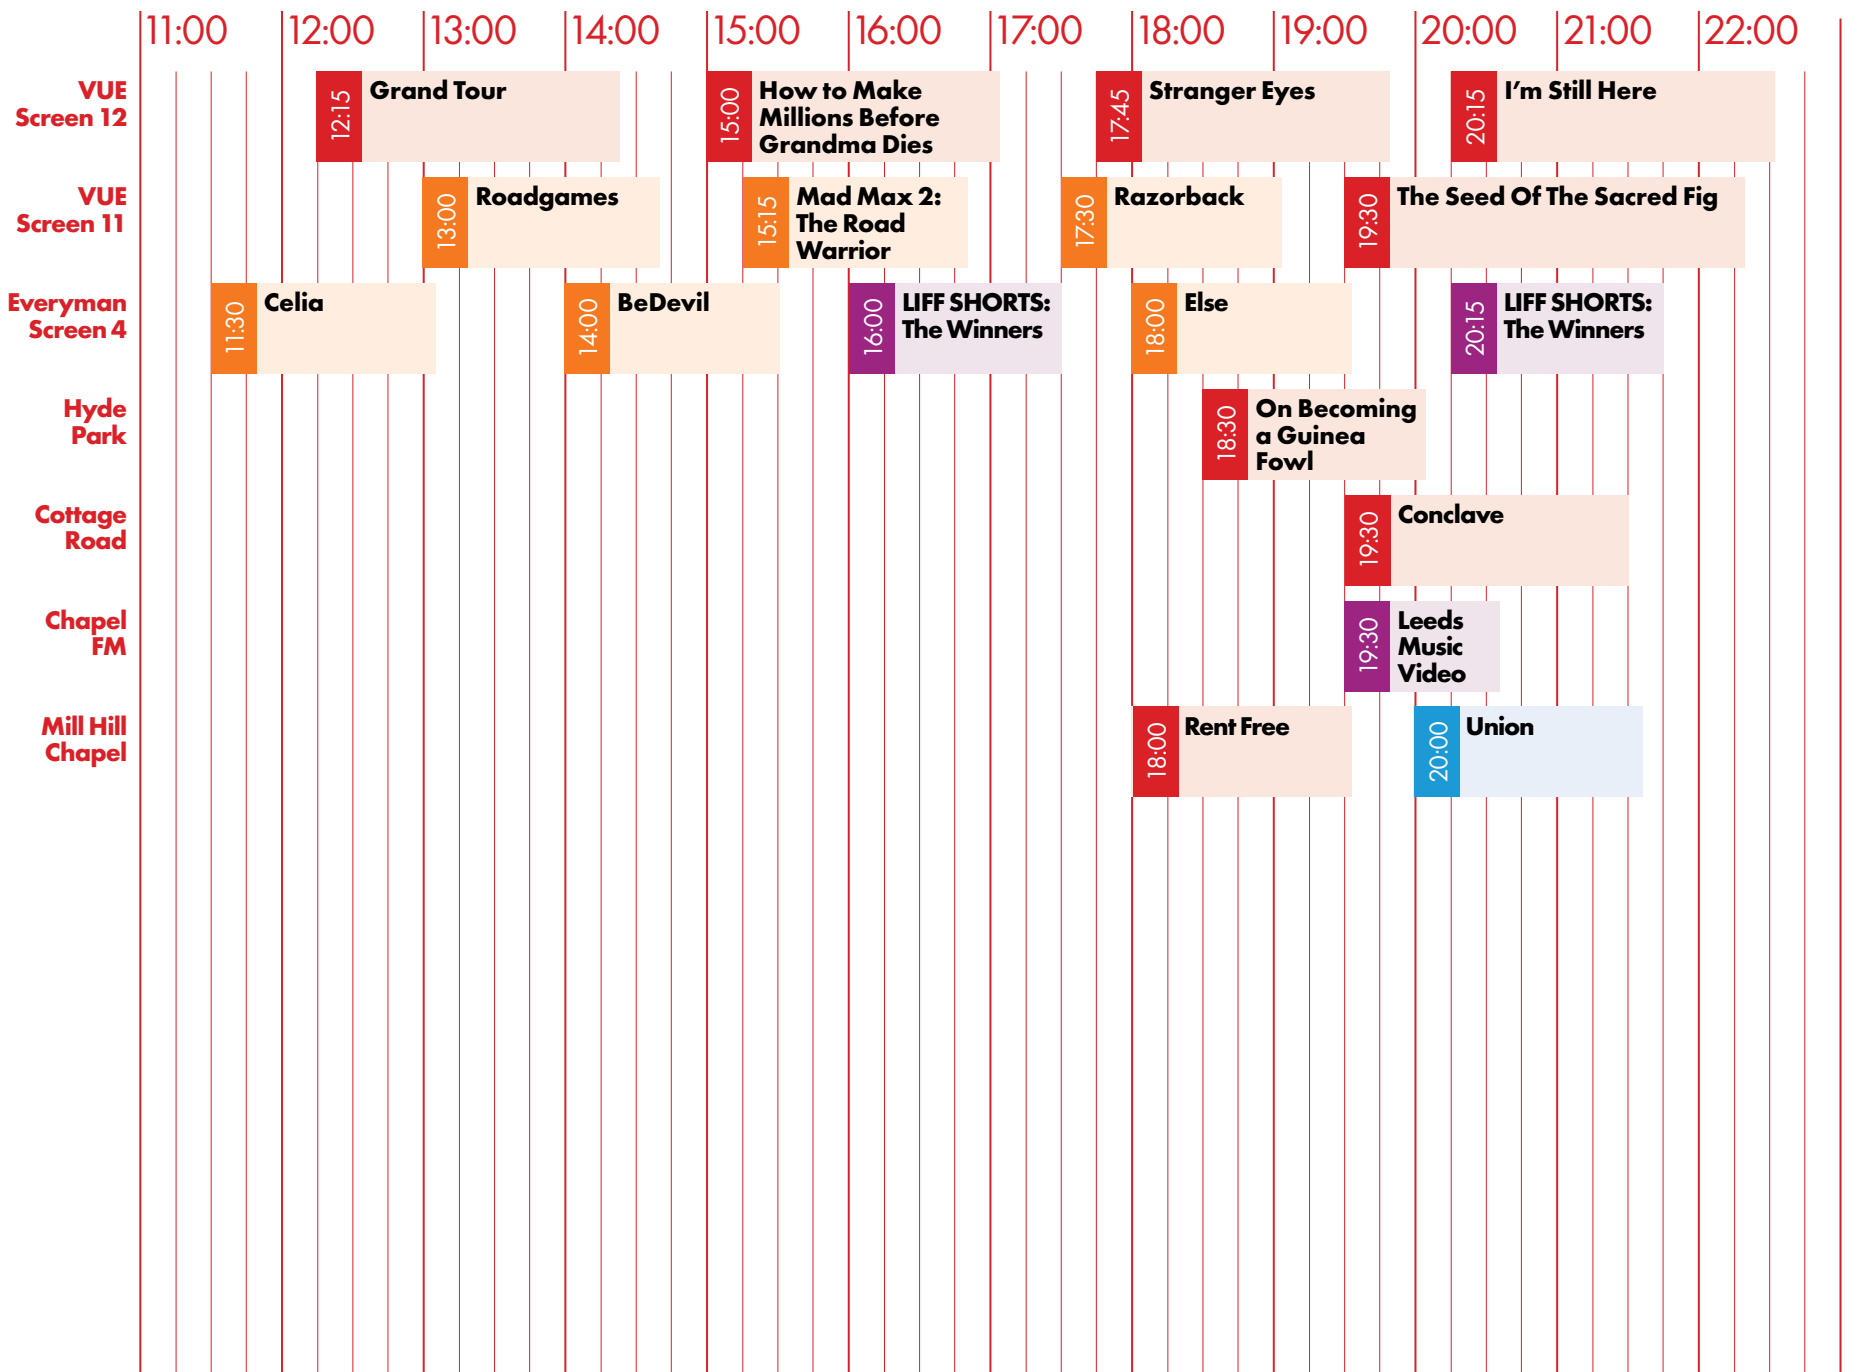 11:00 12:00 13:00 14:00 15:00 16:00 17:00 18:00 19:00 20:00 21:00 22:00
VUE
Screen 12
12:15
Grand Tour
15:00
How to Make
Millions Before
Grandma Dies
17:45
Stranger Eyes
20:15
I'm Still Here
VUE
Screen 11
13:00
Roadgames
15:15
Mad Max 2:
The Road
Warrior
17:30
Razorback
19:30
The Seed Of The Sacred Fig
Everyman
Screen 4
11:30
Celia
14:00
BeDevil
16:00
LIFF SHORTS:
The Winners
18:00
Else
20:15
LIFF SHORTS:
The Winners
Hyde
Park
18:30
On Becoming
a Guinea
Fowl
Cottage
Road
19:30
Conclave
Chapel
FM
19:30
Leeds
Music
Video
Mill Hill
Chapel
18:00
Rent Free
20:00
Union